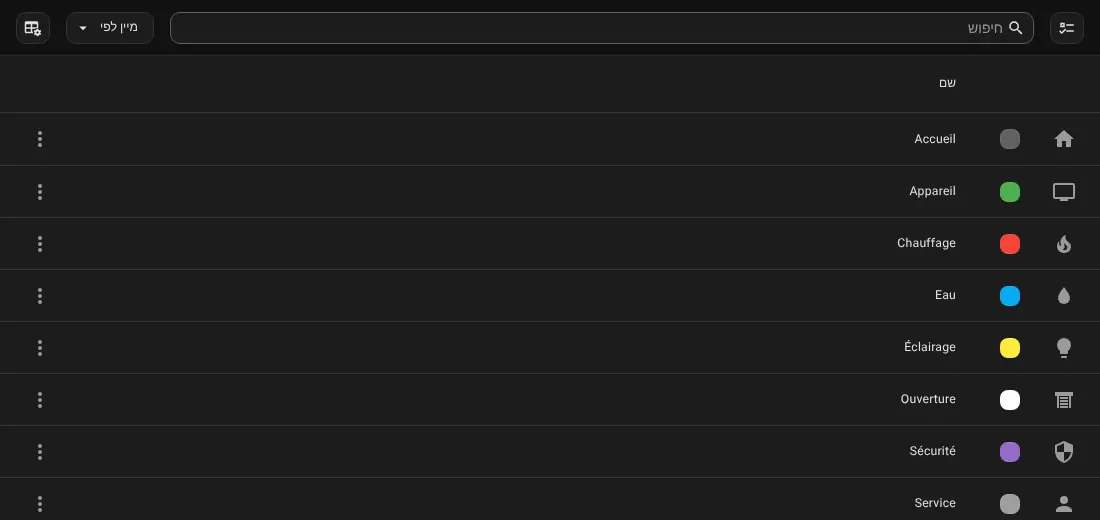 חיפוש
מיין לפי
שם
Accueil
Appareil
Chauffage
Eau
Éclairage
Ouverture
Sécurité
Service